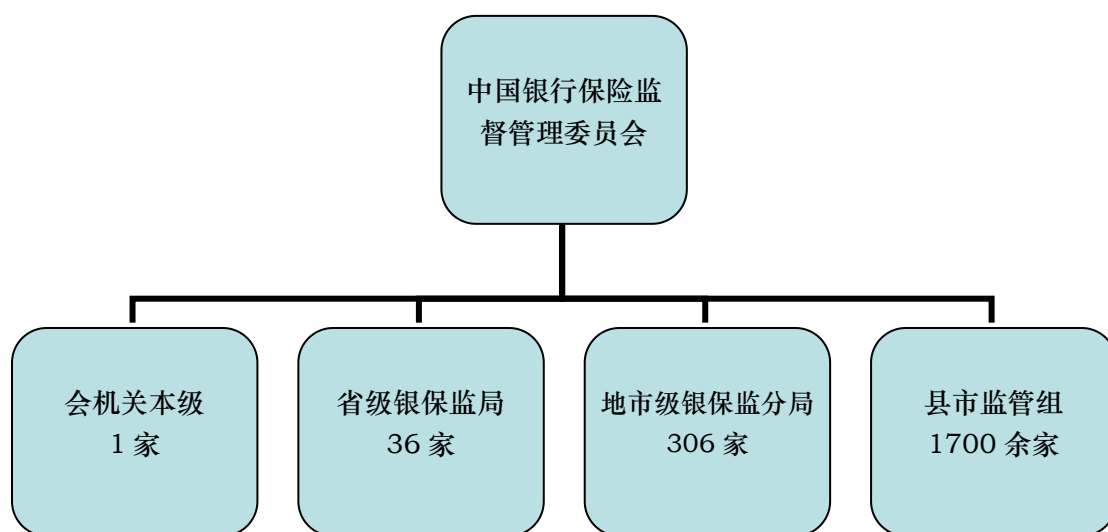 中国银行保险监
督管理委员会
会机关本级
1 家
省级银保监局
36 家
地市级银保监分局
306 家
县市监管组
1700 余家